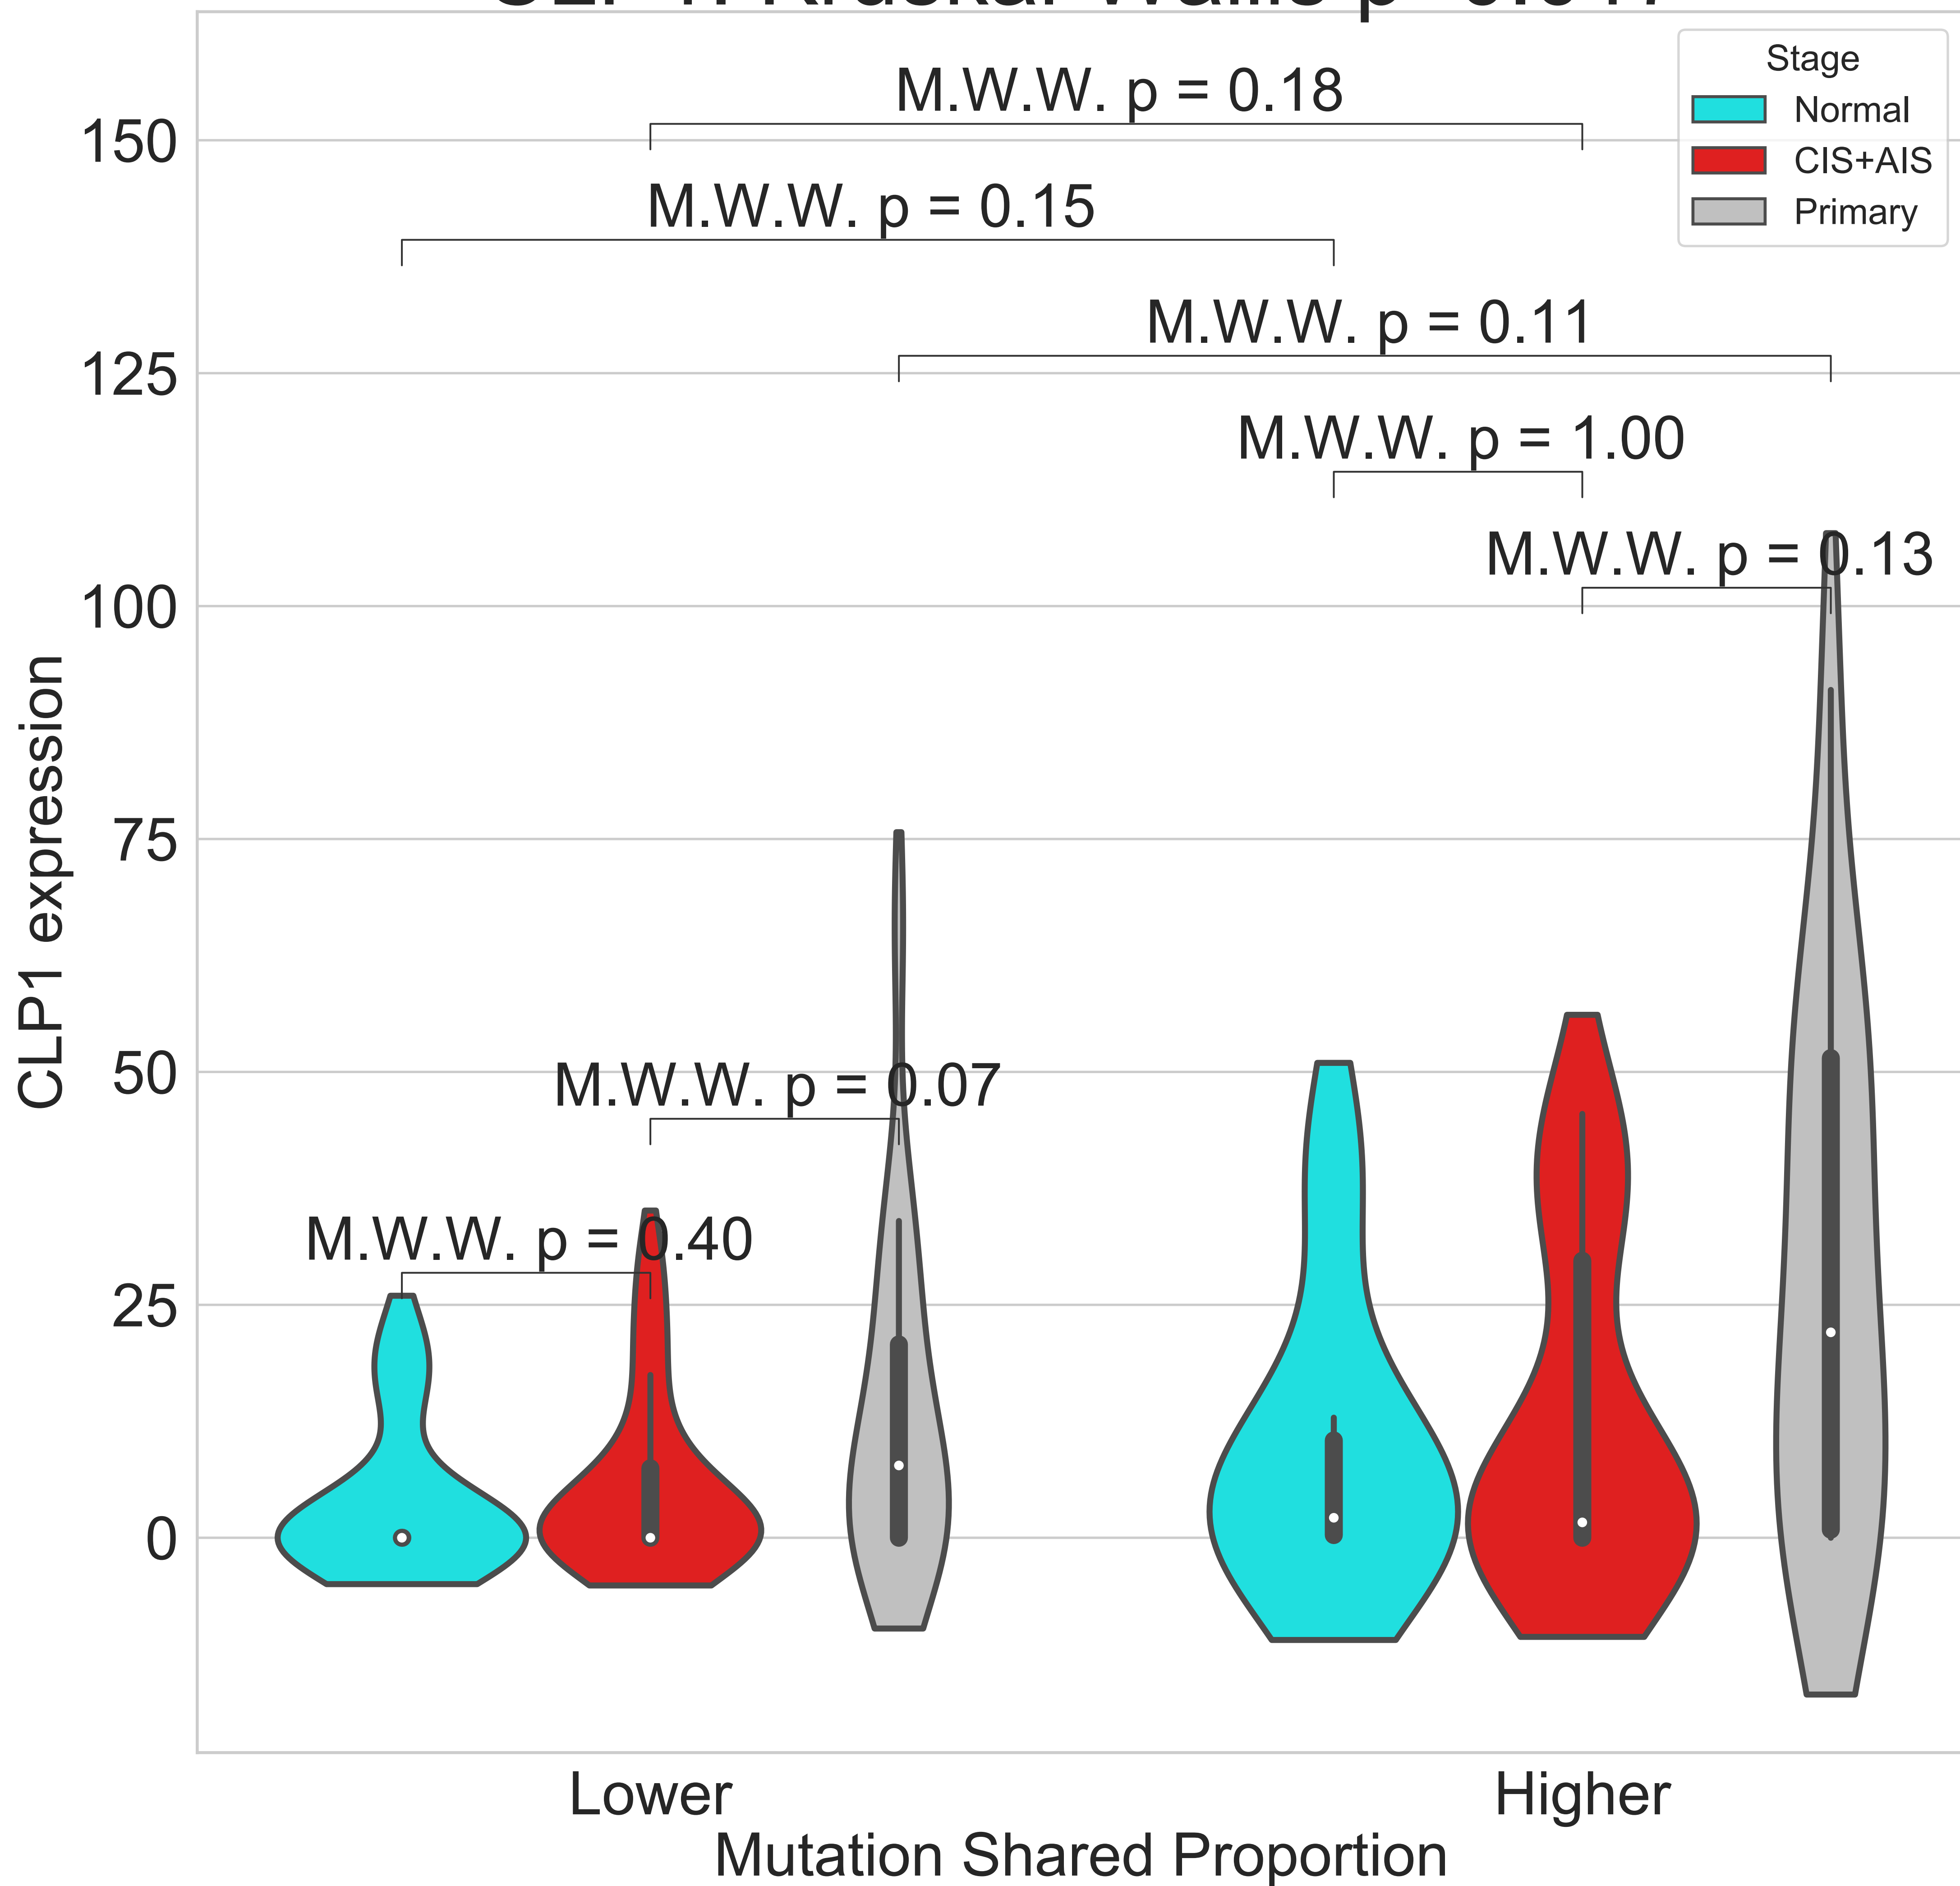 Stage
Normal
CIS+AIS
Primary
M.W.W. p = 0.18
M.W.W. p = 0.15
M.W.W. p = 0.11
M.W.W. p = 1.00
M.W.W. p = 0.13
M.W.W. p = 0.07
M.W.W. p = 0.40
150
125
100
75
50
25
0
CLP1 expression
Lower
Higher
Mutation Shared Proportion